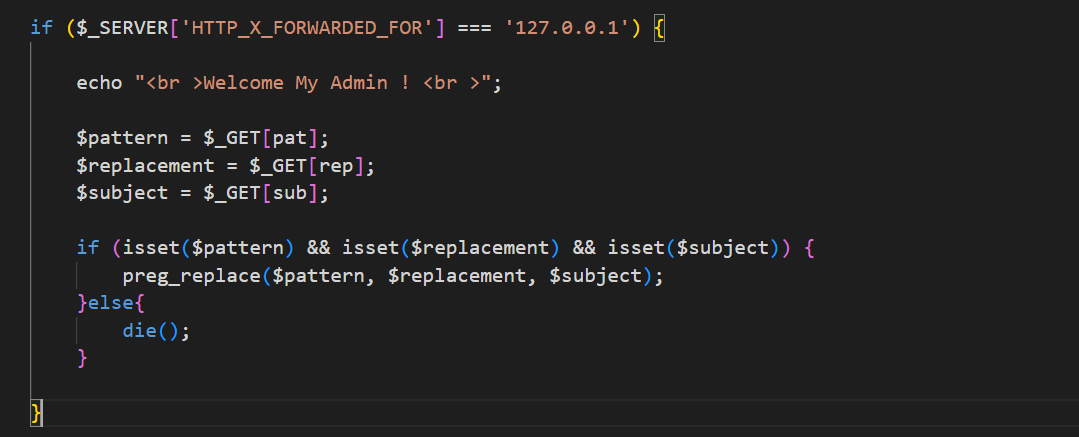 if ($_SERVER['HTTP_X_FORWARDED_FOR'] === '127.0.0.1') {
echo "<br >Welcome My Admin ! <br >";
$pattern = $_GET[pat];
$replacement = $_GET[rep];
$subject = $_GET[sub];
if (isset($pattern) && isset($replacement) && isset($subject)) {
preg_replace($pattern, $replacement, $subject);
}else{
die();
}
}